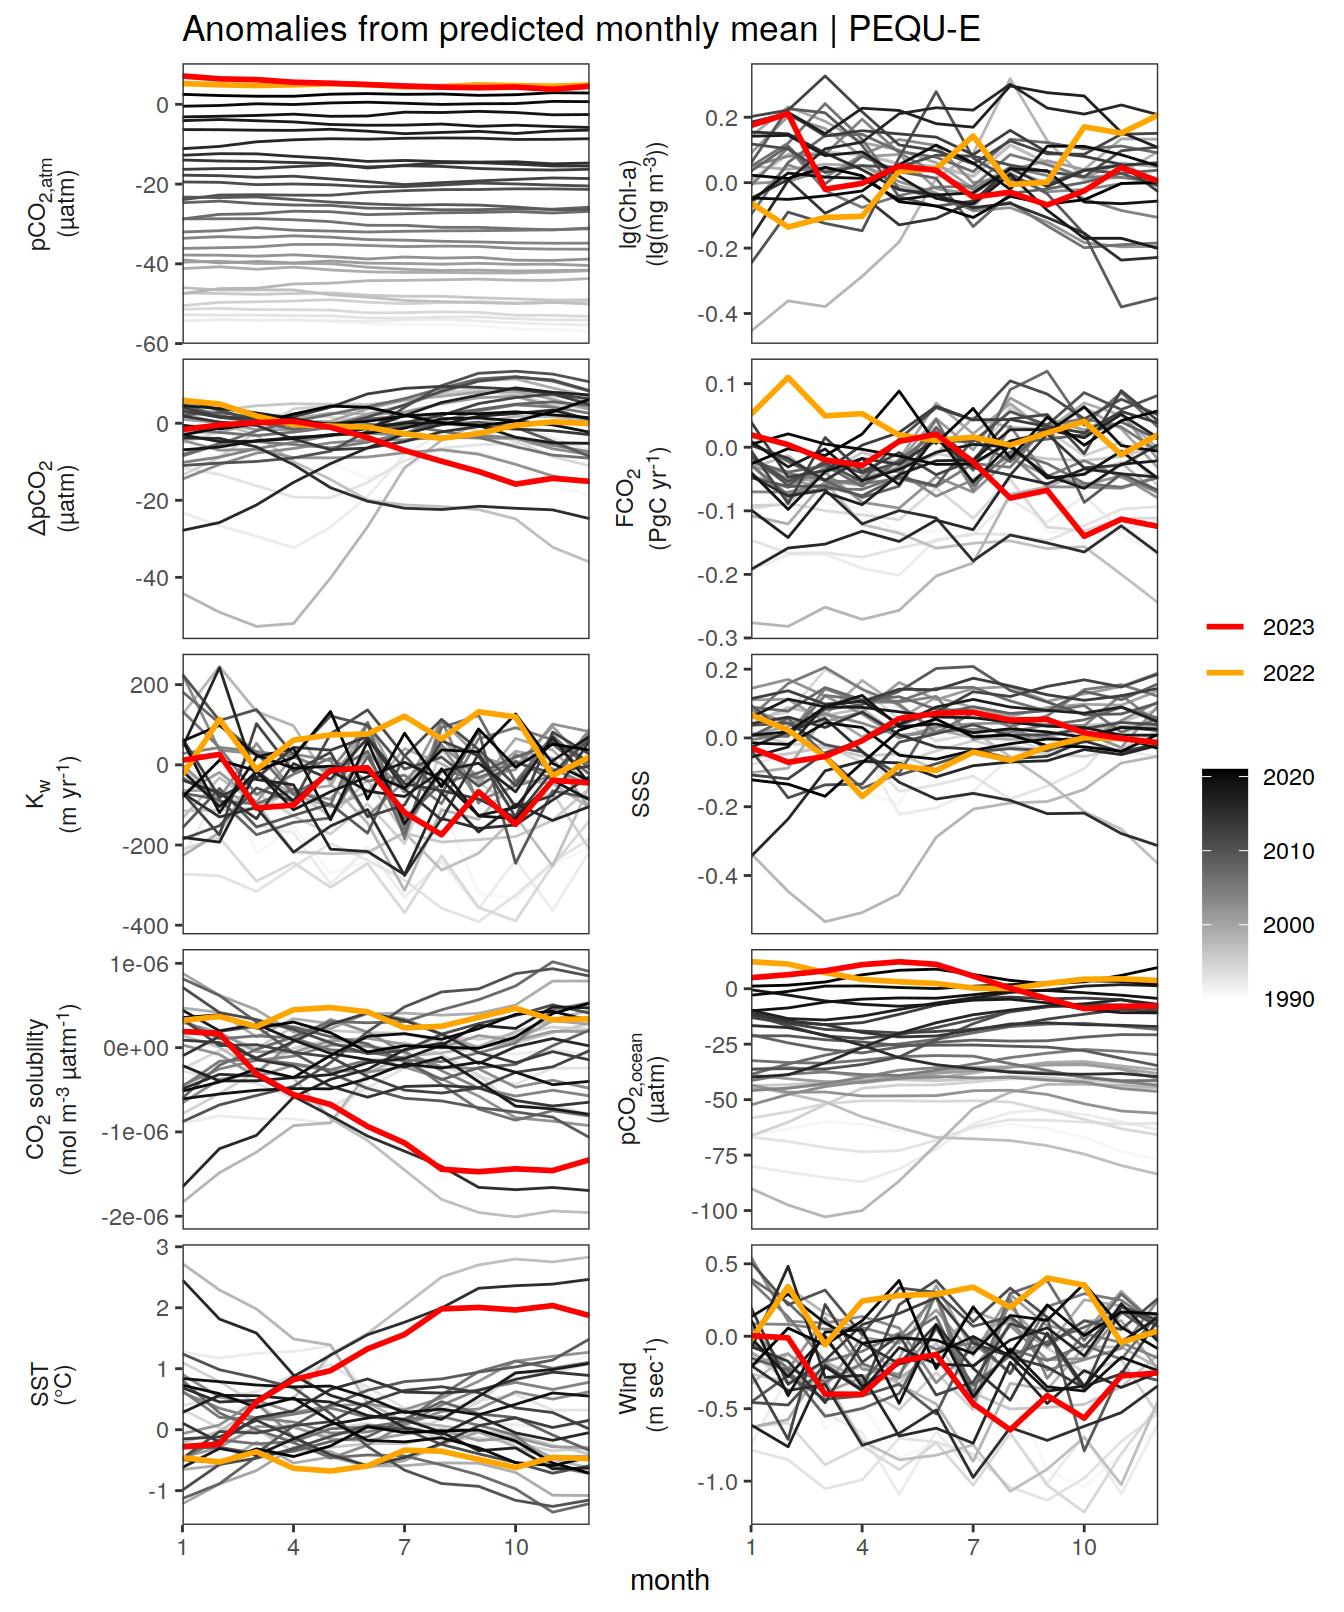 Anomalies from predicted monthly mean | PEQU-E
pCO2,atm
(µatm)
0
-20
-40
-60
lg(Chl-a)
(lg(mg m-3))
0.2
0.0
-0.2
-0.4
ΔpCO2
(µatm)
0
-20
-40
FCO2
(PgC yr-1)
0.1
0.0
-0.1
-0.2
-0.3
Kw
(m yr-1)
200
0
-200
-400
SSS
0.2
0.0
-0.2
-0.4
CO2 solubility
(mol m-3 µatm-1)
1e-06
0e+00
-1e-06
-2e-06
pCO2,ocean
(µatm)
0
-25
-50
-75
-100
SST
(°C)
3
2
1
0
-1
Wind
(m sec-1)
0.5
0.0
-0.5
-1.0
1 4 7 10
1 4 7 10
month
2023
2022
2020
2010
2000
1990